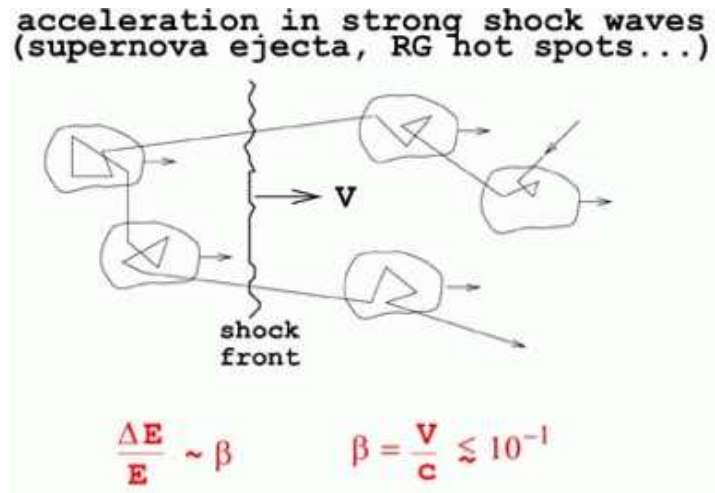 acceleration in strong shock waves
(supernova ejecta, RG hot spots...)
V
shock
front
ΔE/E ~ β
β = V/c ≲ 10⁻¹